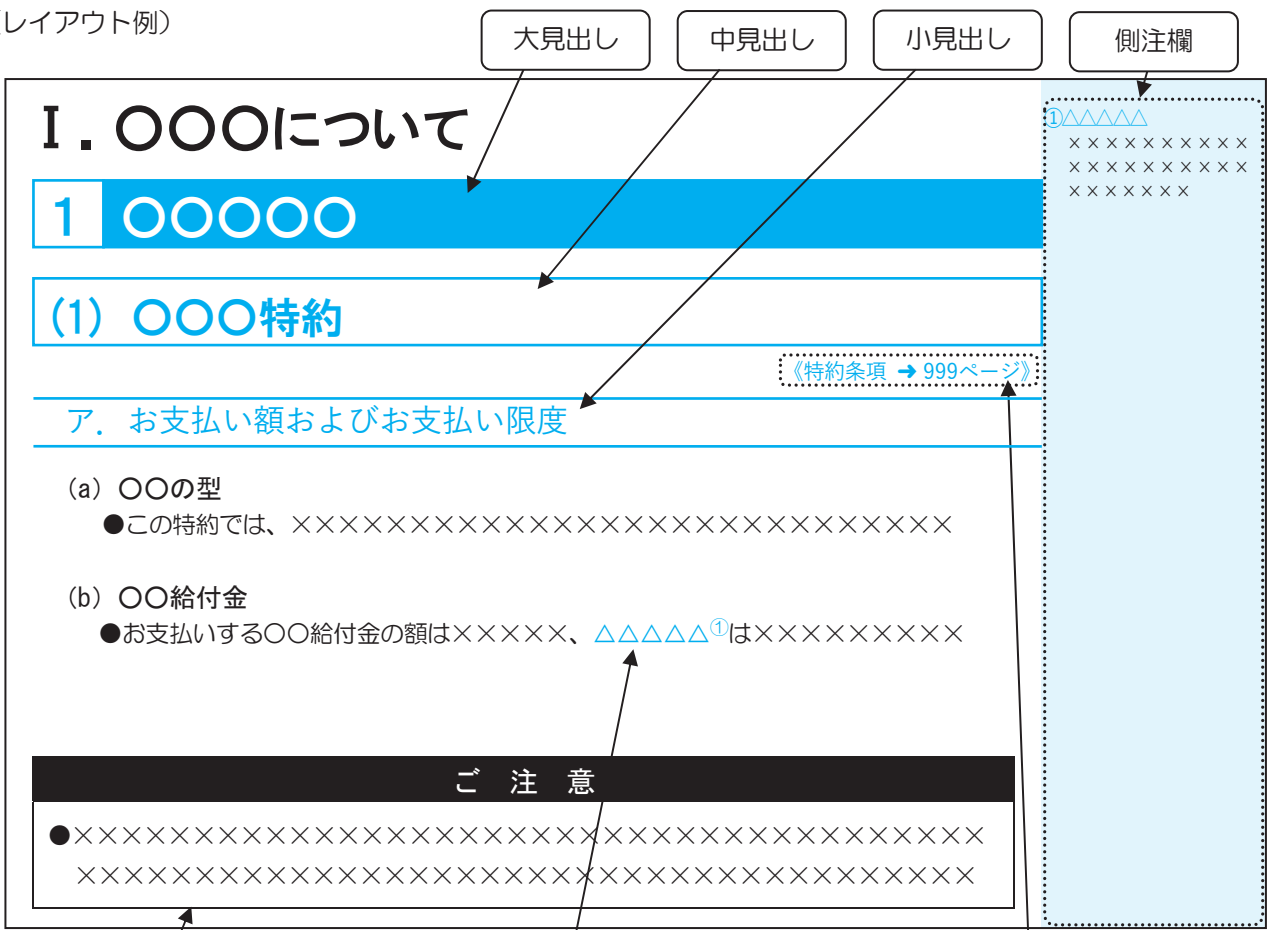 レイアウト例）
大見出し
中見出し
小見出し
側注欄
Ⅰ．〇〇〇について
1 〇〇〇〇〇
(1) 〇〇〇特約
《特約条項 ➜ 999ページ》
ア．お支払い額およびお支払い限度
(a) 〇〇の型
●この特約では、××××××××××××××××××××××××××××
(b) 〇〇給付金
●お支払いする〇〇給付金の額は×××××、△△△△△①は×××××××××
ご 注 意
●××××××××××××××××××××××××××××××××××××××
××××××××××××××××××××××××××××××××××××××
①△△△△△
××××××××××
××××××××××
×××××××